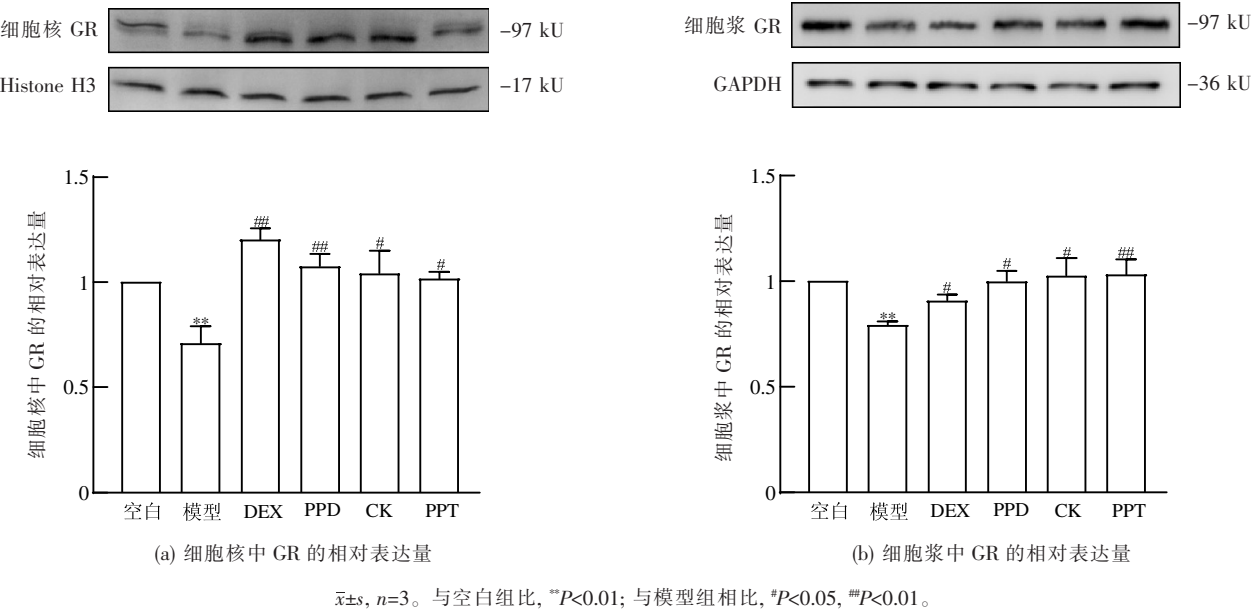 细胞核 GR
-97 kU
Histone H3
-17 kU
细胞核中 GR 的相对表达量
1.5
1
0.5
0
**
##
##
#
#
空白 模型 DEX PPD CK PPT
(a) 细胞核中 GR 的相对表达量
细胞浆 GR
-97 kU
GAPDH
-36 kU
细胞浆中 GR 的相对表达量
1.5
1
0.5
0
**
#
#
#
##
空白 模型 DEX PPD CK PPT
(b) 细胞浆中 GR 的相对表达量
x̄±s, n=3。与空白组比, **P<0.01; 与模型组相比, #P<0.05, ##P<0.01。